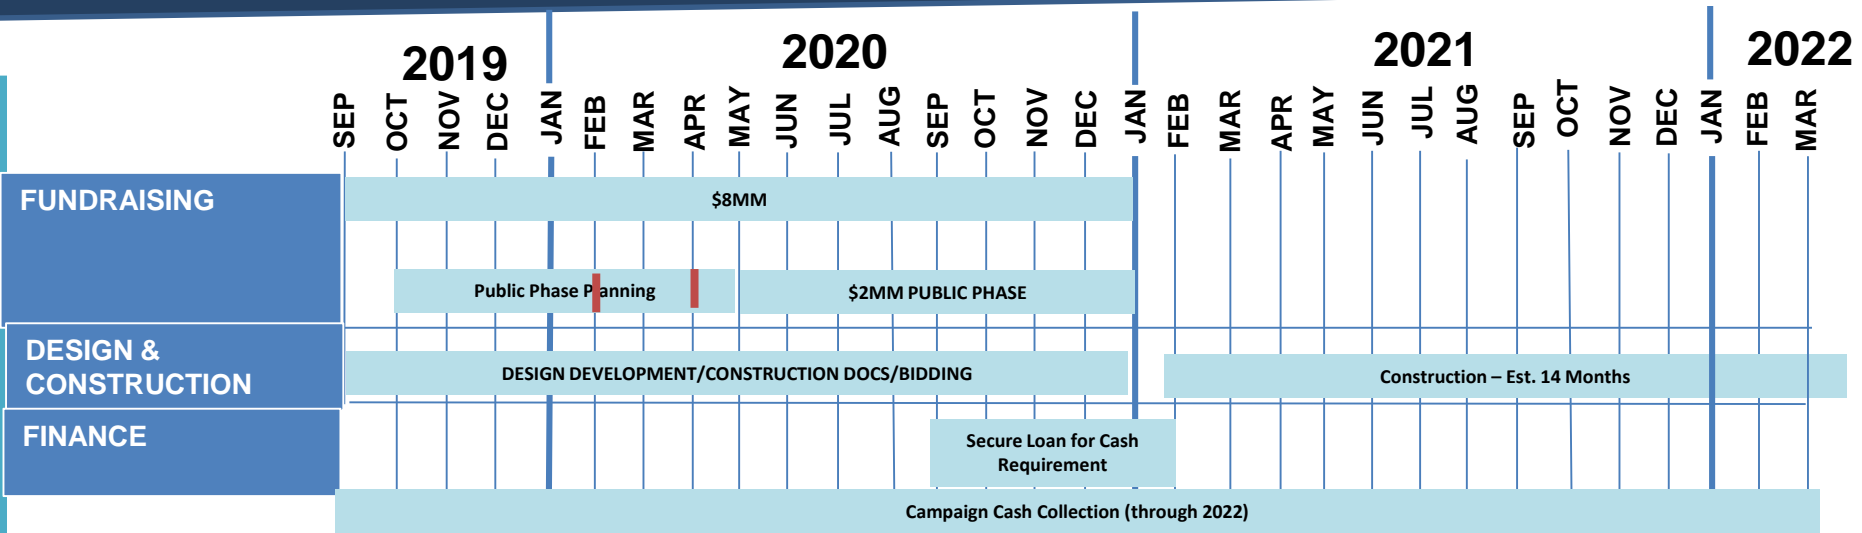 2019
2020
2021
2022
SEP OCT NOV DEC JAN FEB MAR APR MAY JUN JUL AUG SEP OCT NOV DEC JAN FEB MAR APR MAY JUN JUL AUG SEP OCT NOV DEC JAN FEB MAR
FUNDRAISING
$8MM
Public Phase Planning
$2MM PUBLIC PHASE
DESIGN &
CONSTRUCTION
DESIGN DEVELOPMENT/CONSTRUCTION DOCS/BIDDING
Construction – Est. 14 Months
FINANCE
Secure Loan for Cash
Requirement
Campaign Cash Collection (through 2022)